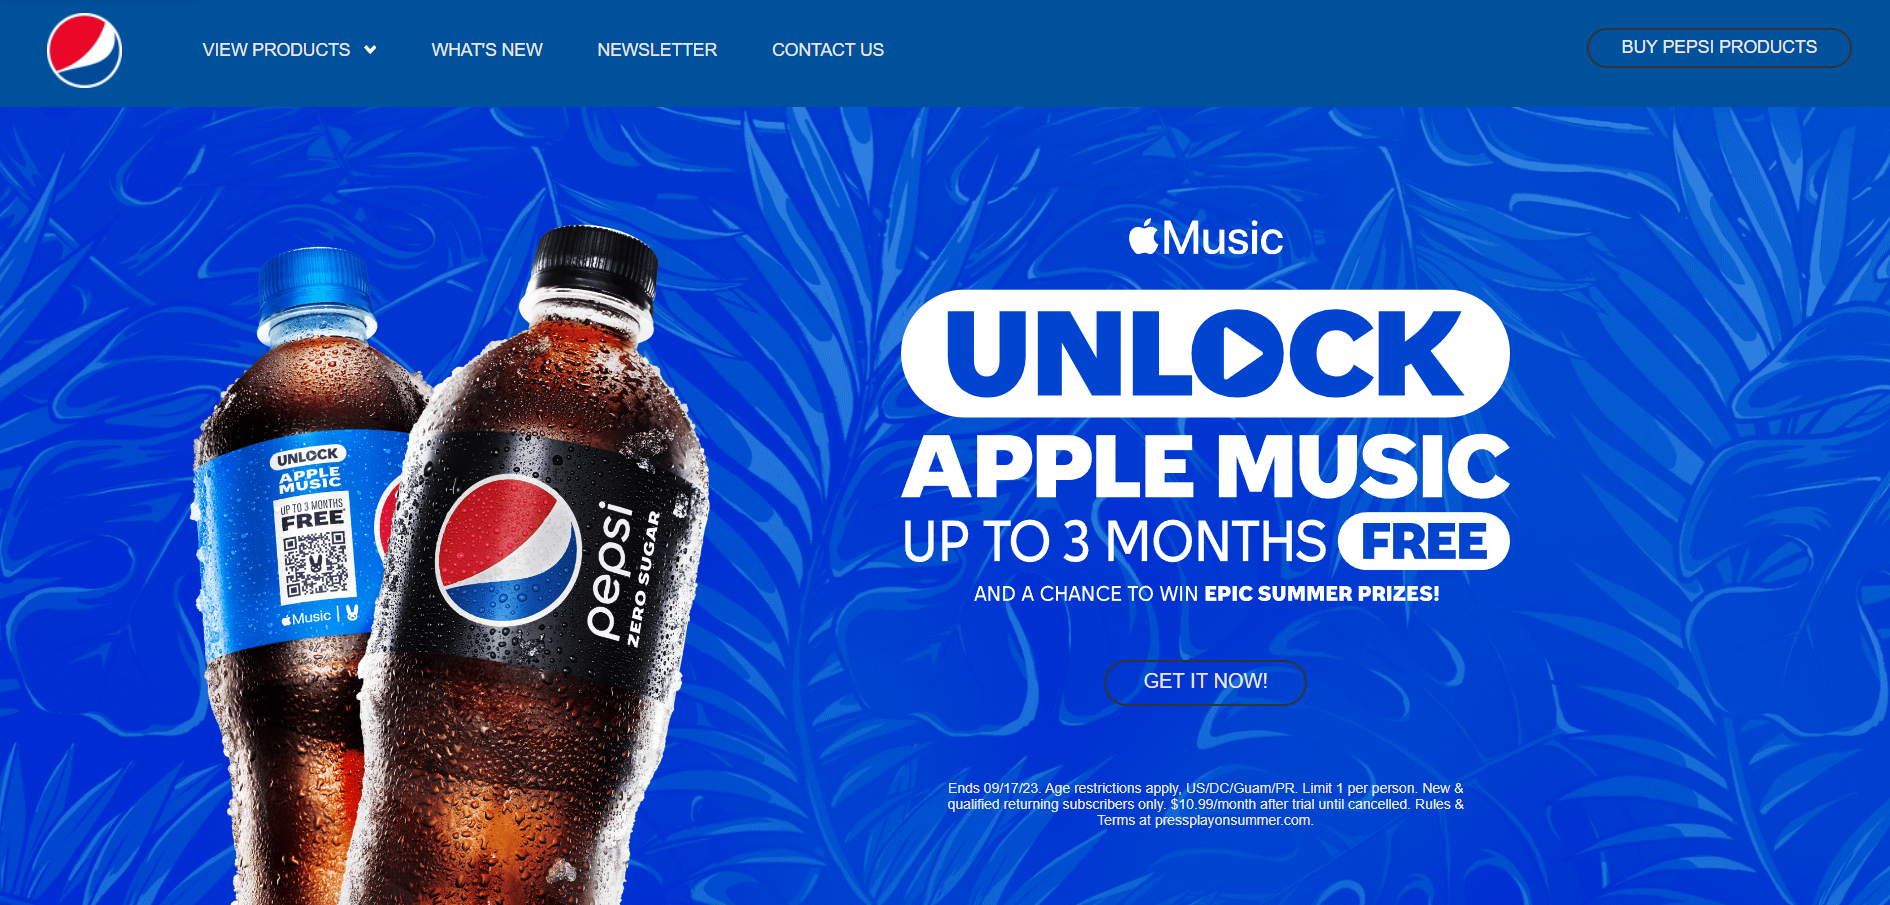 VIEW PRODUCTS
WHAT'S NEW
NEWSLETTER
CONTACT US
BUY PEPSI PRODUCTS
Music
UNLOCK
APPLE MUSIC
UP TO 3 MONTHS FREE
AND A CHANCE TO WIN EPIC SUMMER PRIZES!
GET IT NOW!
Ends 09/17/23. Age restrictions apply, US/DC/Guam/PR. Limit 1 per person. New &
qualified returning subscribers only. $10.99/month after trial until cancelled. Rules &
Terms at pressplayonsummer.com.
UNLOCK
APPLE
MUSIC
UP TO 3 MONTHS
FREE
Music
pepsi
ZERO SUGAR